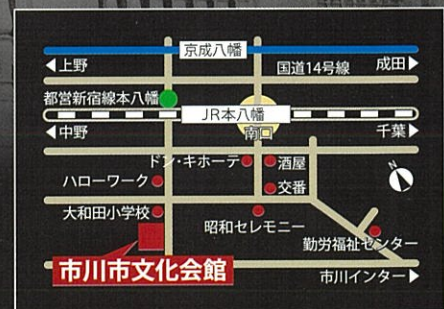 京成八幡
◀上野
国道14号線
成田▶
都営新宿線本八幡
JR本八幡
◀中野
南口
千葉▶
ドン・キホーテ
酒屋
N
ハローワーク
交番
大和田小学校
昭和セレモニー
勤労福祉センター
市川市文化会館
市川インター▶